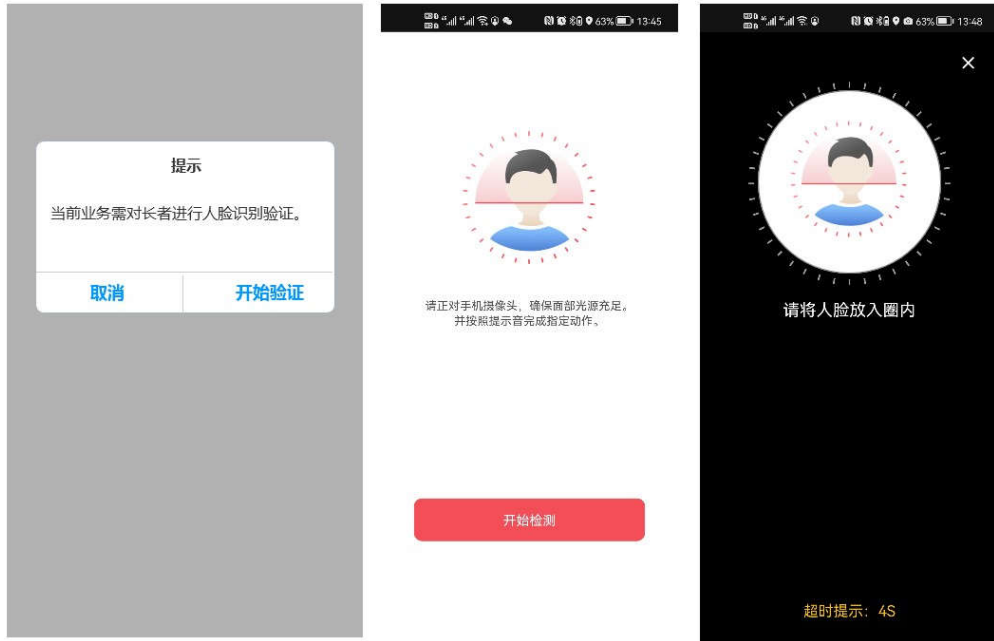 提示
当前业务需对长者进行人脸识别验证。
取消
开始验证
63%
13:45
请正对手机摄像头，确保面部光源充足。
并按照提示音完成指定动作。
开始检测
63%
13:48
请将人脸放入圈内
超时提示: 4S